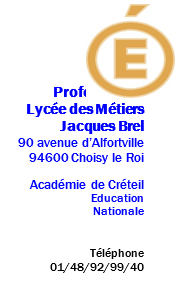 É
Lycée des Métiers
Jacques Brel
90 avenue d'Alfortville
94600 Choisy le Roi
Académie de Créteil
Education
Nationale
Téléphone
01/48/92/99/40